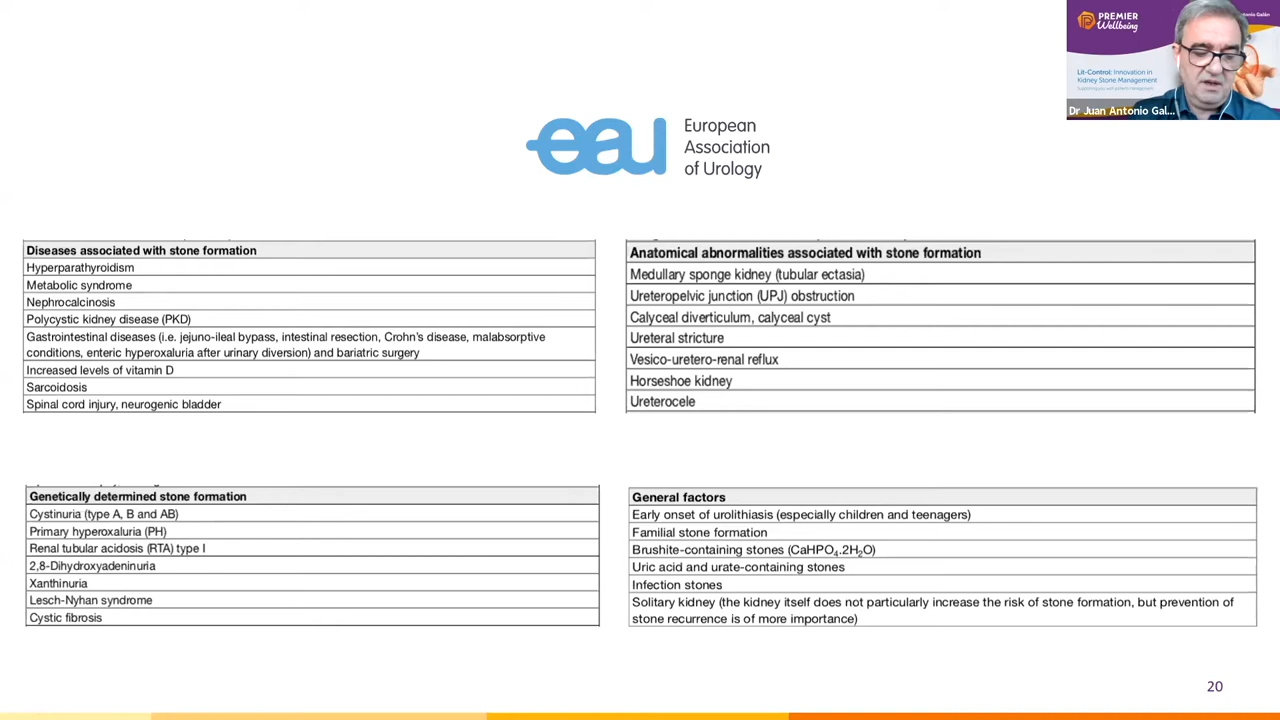 PREMIER
Wellbeing
Lit-Control: Innovation in
Kidney Stone Management
Dr Juan Antonio Gal...
eau
European
Association
of Urology
Diseases associated with stone formation
Hyperparathyroidism
Metabolic syndrome
Nephrocalcinosis
Polycystic kidney disease (PKD)
Gastrointestinal diseases (i.e. jejuno-ileal bypass, intestinal resection, Crohn's disease, malabsorptive
conditions, enteric hyperoxaluria after urinary diversion) and bariatric surgery
Increased levels of vitamin D
Sarcoidosis
Spinal cord injury, neurogenic bladder
Anatomical abnormalities associated with stone formation
Medullary sponge kidney (tubular ectasia)
Ureteropelvic junction (UPJ) obstruction
Calyceal diverticulum, calyceal cyst
Ureteral stricture
Vesico-uretero-renal reflux
Horseshoe kidney
Ureterocele
Genetically determined stone formation
Cystinuria (type A, B and AB)
Primary hyperoxaluria (PH)
Renal tubular acidosis (RTA) type I
2,8-Dihydroxyadeninuria
Xanthinuria
Lesch-Nyhan syndrome
Cystic fibrosis
General factors
Early onset of urolithiasis (especially children and teenagers)
Familial stone formation
Brushite-containing stones (CaHPO₄.2H₂O)
Uric acid and urate-containing stones
Infection stones
Solitary kidney (the kidney itself does not particularly increase the risk of stone formation, but prevention of
stone recurrence is of more importance)
20